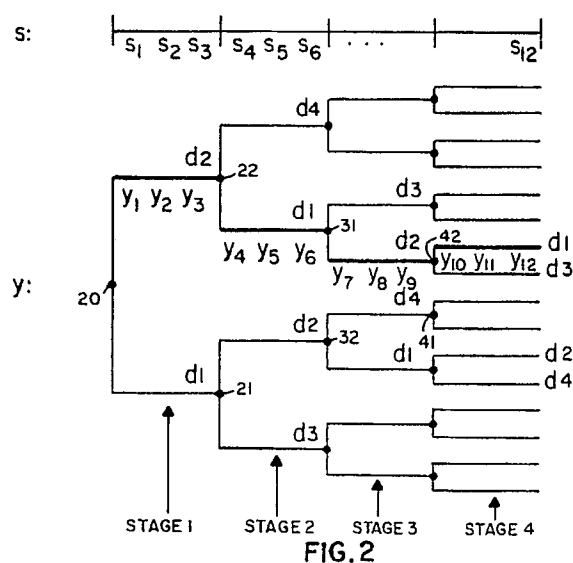 s:
s1 s2 s3 s4 s5 s6 ···· s12
d4
d2 22
y1 y2 y3
d3
d1 31
d2 42 d1
y4 y5 y6
y7 y8 y9 y10 y11 y12 d3
y:
20
d4
41
d2 32
d1 d2
d1 21
d4
d3
STAGE 1 STAGE 2 STAGE 3 STAGE 4
FIG. 2